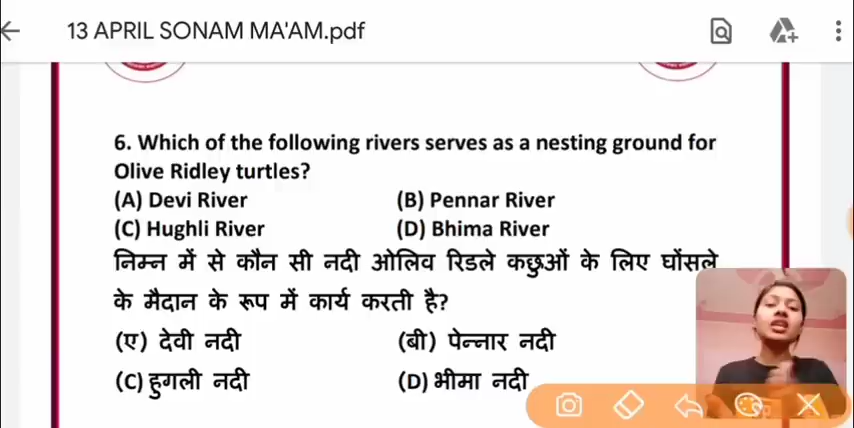 13 APRIL SONAM MA'AM.pdf
6. Which of the following rivers serves as a nesting ground for
Olive Ridley turtles?
(A) Devi River (B) Pennar River
(C) Hughli River (D) Bhima River
निम्न में से कौन सी नदी ओलिव रिडले कछुओं के लिए घोंसले
के मैदान के रूप में कार्य करती है?
(ए) देवी नदी (बी) पेन्नार नदी
(C) हुगली नदी (D) भीमा नदी